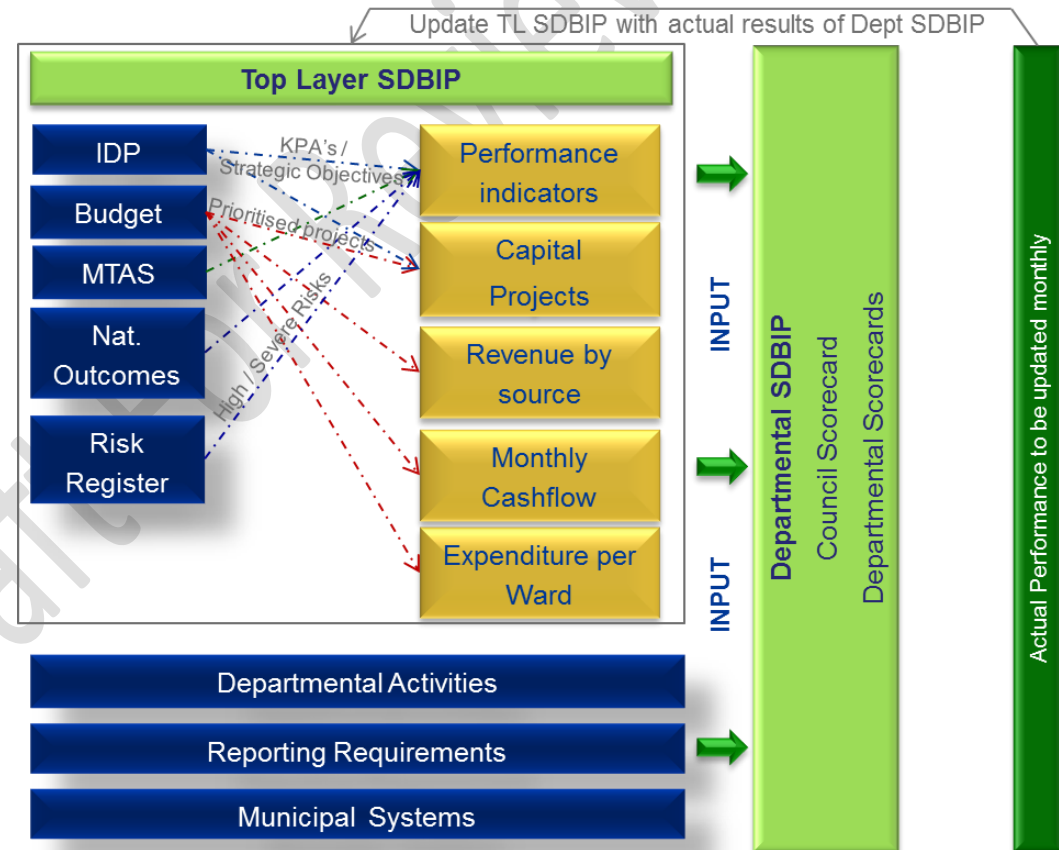 Update TL SDBIP with actual results of Dept SDBIP
Top Layer SDBIP
IDP
Budget
MTAS
Nat.
Outcomes
Risk
Register
KPA's /
Strategic Objectives
Prioritised projects
High / Severe Risks
Performance
indicators
Capital
Projects
Revenue by
source
Monthly
Cashflow
Expenditure per
Ward
INPUT
INPUT
Departmental SDBIP
Council Scorecard
Departmental Scorecards
Actual Performance to be updated monthly
Departmental Activities
Reporting Requirements
Municipal Systems